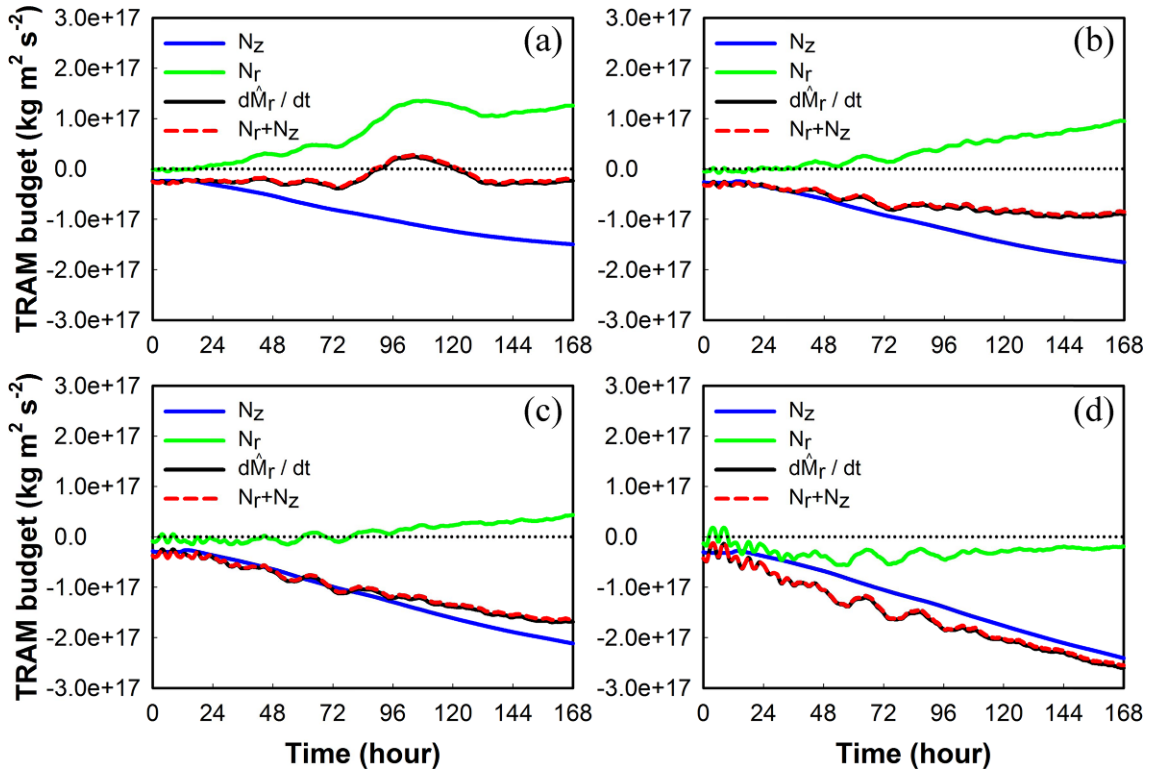 TRAM budget (kg m² s⁻²)
3.0e+17
2.0e+17
1.0e+17
0.0
-1.0e+17
-2.0e+17
-3.0e+17
(a)
Nz
Nr
dM̂r / dt
Nr+Nz
0 24 48 72 96 120 144 168
3.0e+17
2.0e+17
1.0e+17
0.0
-1.0e+17
-2.0e+17
-3.0e+17
(b)
Nz
Nr
dM̂r / dt
Nr+Nz
0 24 48 72 96 120 144 168
TRAM budget (kg m² s⁻²)
3.0e+17
2.0e+17
1.0e+17
0.0
-1.0e+17
-2.0e+17
-3.0e+17
(c)
Nz
Nr
dM̂r / dt
Nr+Nz
0 24 48 72 96 120 144 168
Time (hour)
3.0e+17
2.0e+17
1.0e+17
0.0
-1.0e+17
-2.0e+17
-3.0e+17
(d)
Nz
Nr
dM̂r / dt
Nr+Nz
0 24 48 72 96 120 144 168
Time (hour)